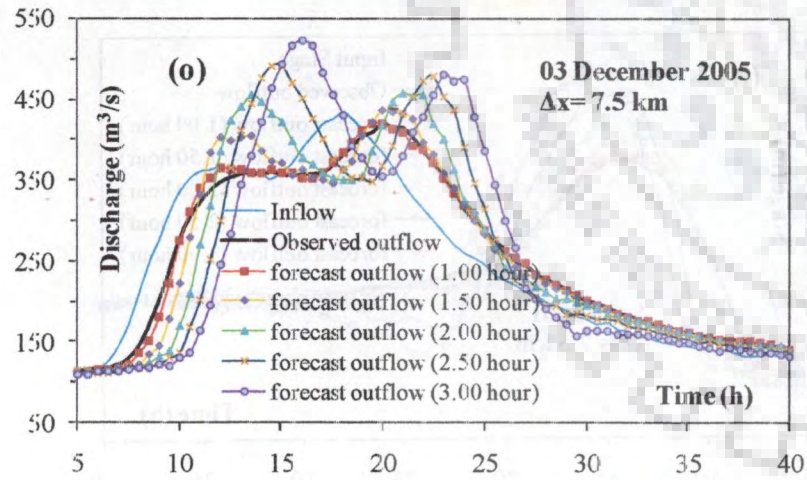 550
450
350
250
150
50
Discharge (m³/s)
(o)
03 December 2005
Δx= 7.5 km
Inflow
Observed outflow
forecast outflow (1.00 hour)
forecast outflow (1.50 hour)
forecast outflow (2.00 hour)
forecast outflow (2.50 hour)
forecast outflow (3.00 hour)
Time (h)
5 10 15 20 25 30 35 40
Input Stage